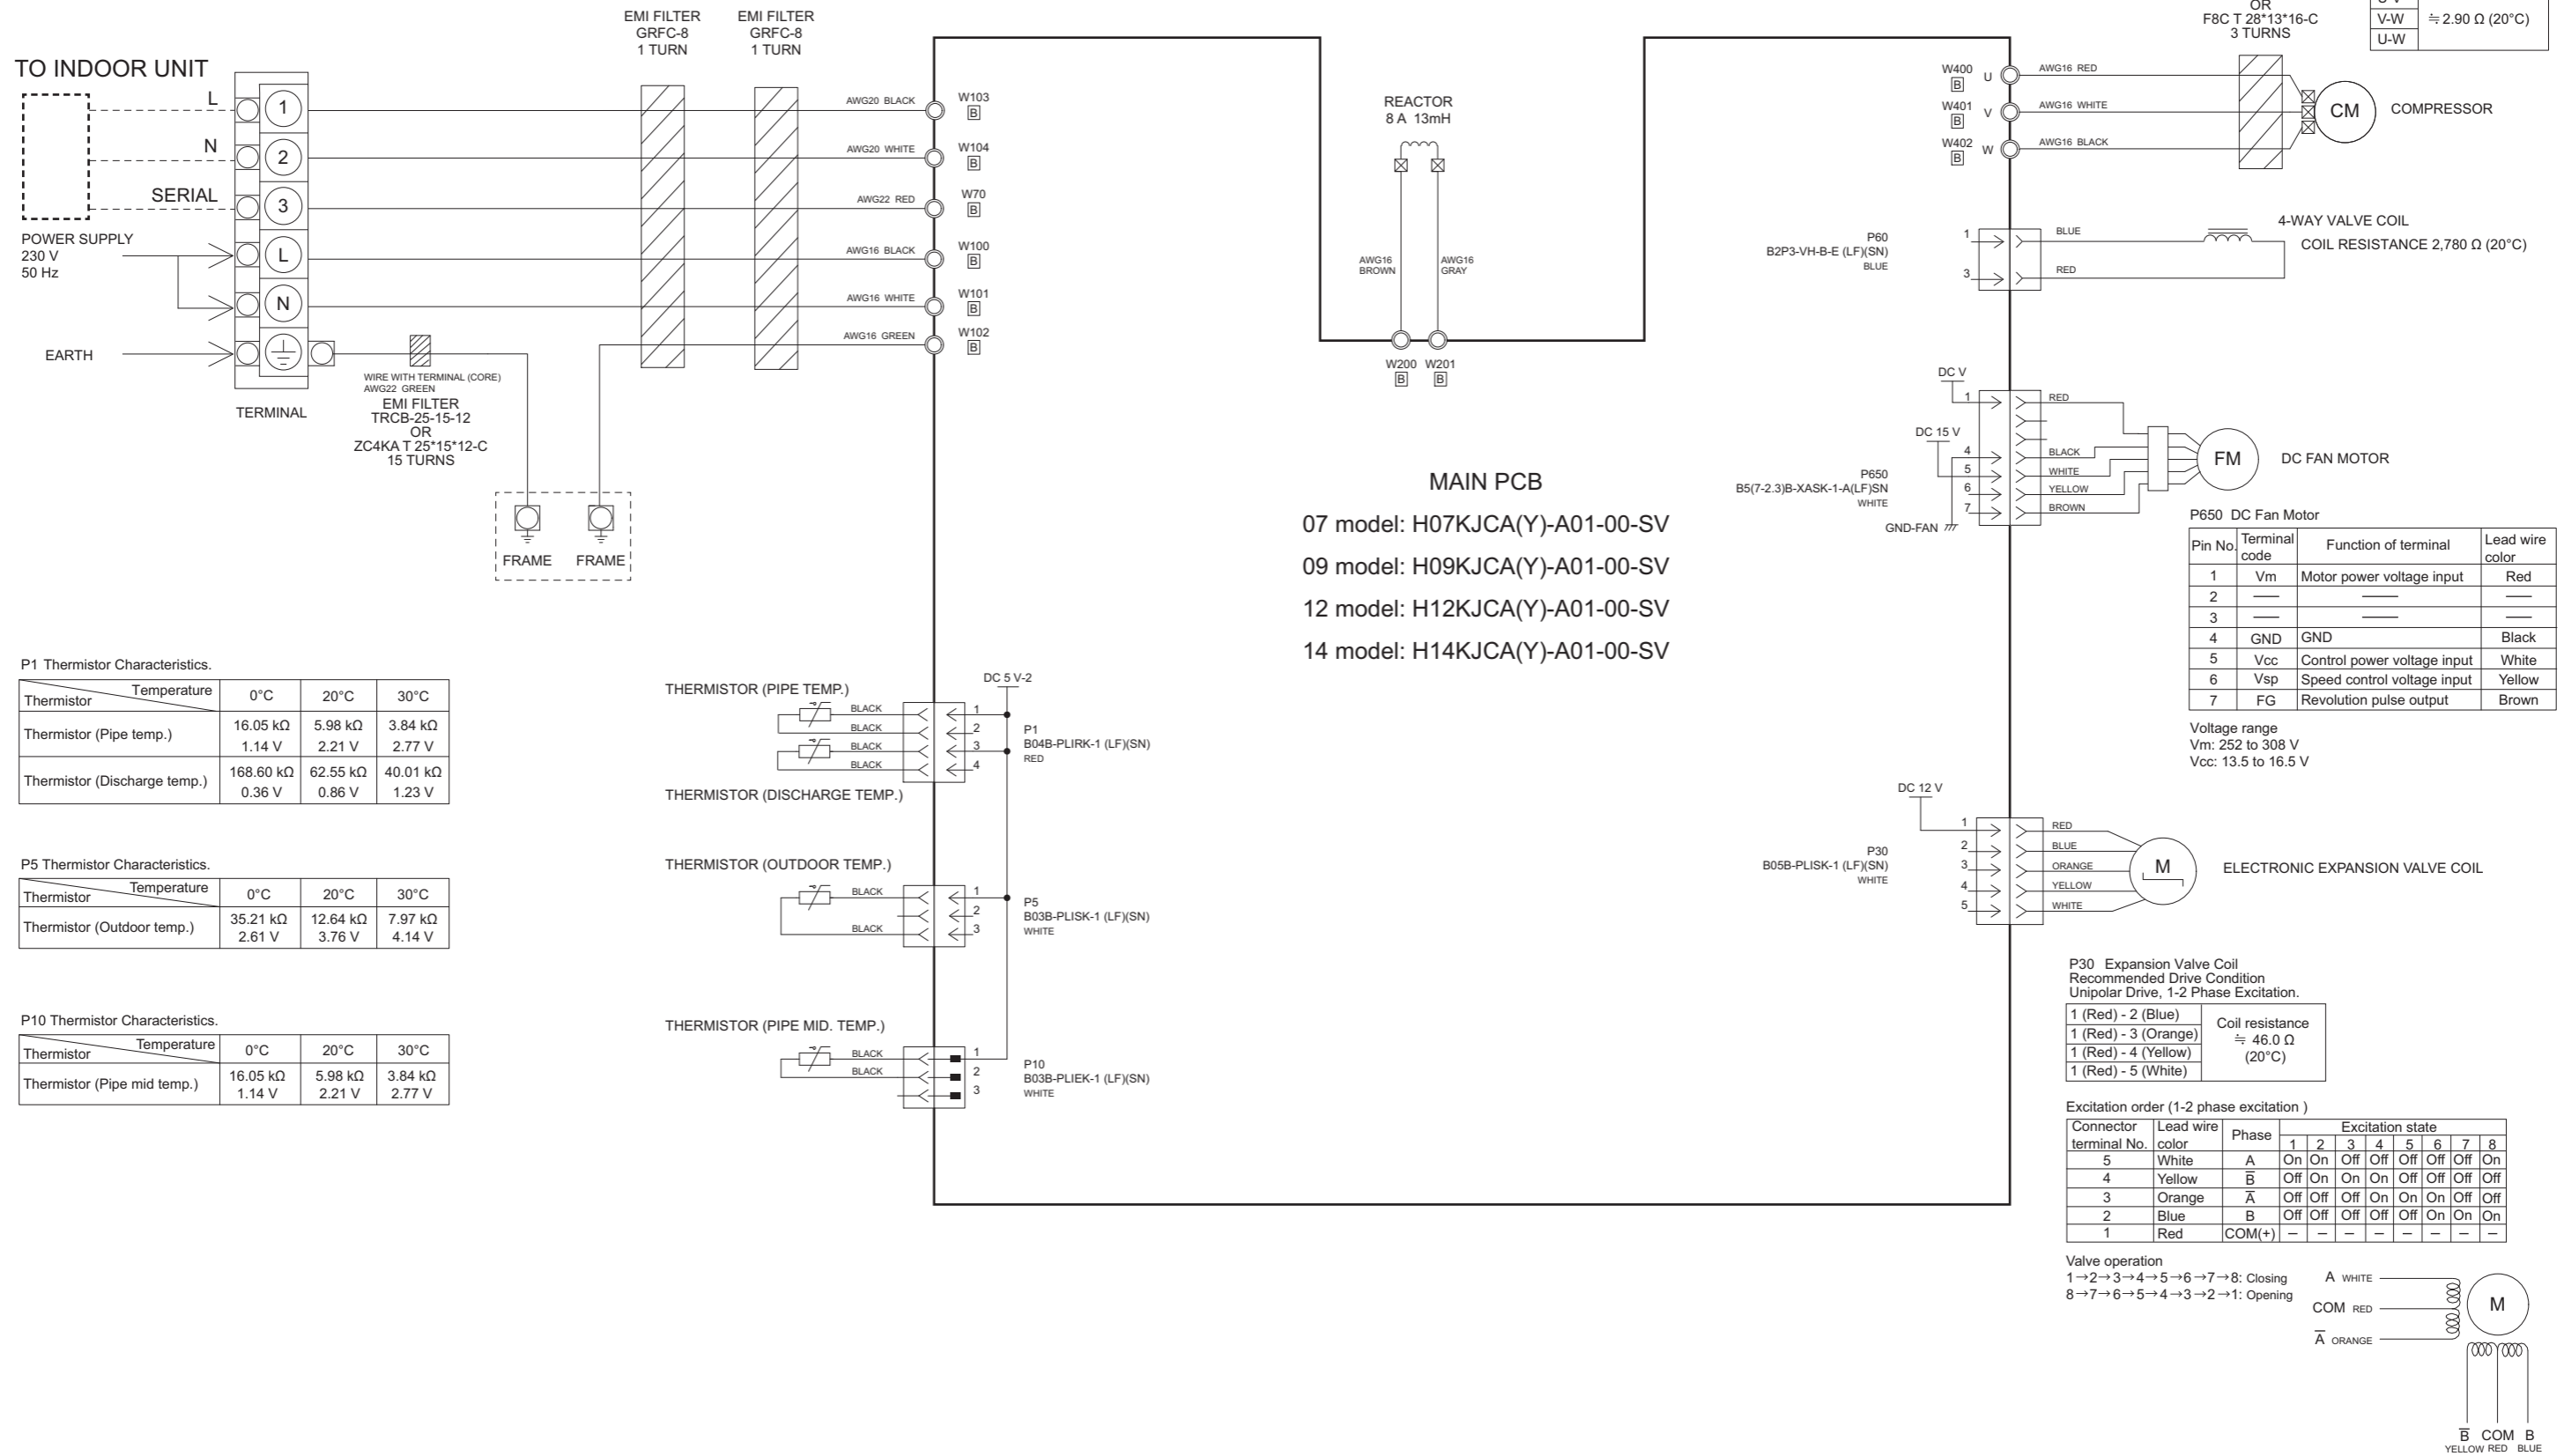 EMI FILTER
GRFC-8
1 TURN
EMI FILTER
GRFC-8
1 TURN
OR
F8C T 28*13*16-C
3 TURNS
V-W
≒ 2.90 Ω (20°C)
U-W
TO INDOOR UNIT
L
1
N
2
SERIAL
3
POWER SUPPLY
230 V
50 Hz
L
N
EARTH
TERMINAL
WIRE WITH TERMINAL (CORE)
AWG22 GREEN
EMI FILTER
TRCB-25-15-12
OR
ZC4KA T 25*15*12-C
15 TURNS
FRAME
FRAME
AWG20 BLACK
W103
B
AWG20 WHITE
W104
B
AWG22 RED
W70
B
AWG16 BLACK
W100
B
AWG16 WHITE
W101
B
AWG16 GREEN
W102
B
REACTOR
8 A 13mH
AWG16
BROWN
AWG16
GRAY
W200
B
W201
B
W400
B
U
AWG16 RED
W401
B
V
AWG16 WHITE
W402
B
W
AWG16 BLACK
CM
COMPRESSOR
P60
B2P3-VH-B-E (LF)(SN)
BLUE
1
BLUE
3
RED
4-WAY VALVE COIL
COIL RESISTANCE 2,780 Ω (20°C)
DC V
DC 15 V
GND-FAN
P650
B5(7-2.3)B-XASK-1-A(LF)SN
WHITE
1
RED
4
BLACK
5
WHITE
6
YELLOW
7
BROWN
FM
DC FAN MOTOR
MAIN PCB
07 model: H07KJCA(Y)-A01-00-SV
09 model: H09KJCA(Y)-A01-00-SV
12 model: H12KJCA(Y)-A01-00-SV
14 model: H14KJCA(Y)-A01-00-SV
P650 DC Fan Motor
Pin No. Terminal code Function of terminal Lead wire color
1 Vm Motor power voltage input Red
2 — — —
3 — — —
4 GND GND Black
5 Vcc Control power voltage input White
6 Vsp Speed control voltage input Yellow
7 FG Revolution pulse output Brown
Voltage range
Vm: 252 to 308 V
Vcc: 13.5 to 16.5 V
P1 Thermistor Characteristics.
Thermistor Temperature 0°C 20°C 30°C
Thermistor (Pipe temp.) 16.05 kΩ 5.98 kΩ 3.84 kΩ
1.14 V 2.21 V 2.77 V
Thermistor (Discharge temp.) 168.60 kΩ 62.55 kΩ 40.01 kΩ
0.36 V 0.86 V 1.23 V
P5 Thermistor Characteristics.
Thermistor Temperature 0°C 20°C 30°C
Thermistor (Outdoor temp.) 35.21 kΩ 12.64 kΩ 7.97 kΩ
2.61 V 3.76 V 4.14 V
P10 Thermistor Characteristics.
Thermistor Temperature 0°C 20°C 30°C
Thermistor (Pipe mid temp.) 16.05 kΩ 5.98 kΩ 3.84 kΩ
1.14 V 2.21 V 2.77 V
THERMISTOR (PIPE TEMP.)
DC 5 V-2
BLACK
1
BLACK
2
BLACK
3
BLACK
4
P1
B04B-PLIRK-1 (LF)(SN)
RED
THERMISTOR (DISCHARGE TEMP.)
THERMISTOR (OUTDOOR TEMP.)
BLACK
1
2
BLACK
3
P5
B03B-PLISK-1 (LF)(SN)
WHITE
THERMISTOR (PIPE MID. TEMP.)
BLACK
1
BLACK
2
3
P10
B03B-PLIEK-1 (LF)(SN)
WHITE
DC 12 V
P30
B05B-PLISK-1 (LF)(SN)
WHITE
1
RED
2
BLUE
3
ORANGE
4
YELLOW
5
WHITE
M
ELECTRONIC EXPANSION VALVE COIL
P30 Expansion Valve Coil
Recommended Drive Condition
Unipolar Drive, 1-2 Phase Excitation.
1 (Red) - 2 (Blue)
1 (Red) - 3 (Orange)
1 (Red) - 4 (Yellow)
1 (Red) - 5 (White)
Coil resistance
≒ 46.0 Ω
(20°C)
Excitation order (1-2 phase excitation )
Connector terminal No. Lead wire color Phase Excitation state
1 2 3 4 5 6 7 8
5 White A On On Off Off Off Off Off On
4 Yellow B̅ Off On On On Off Off Off Off
3 Orange A̅ Off Off Off On On On Off Off
2 Blue B Off Off Off Off Off On On On
1 Red COM(+) – – – – – – – –
Valve operation
1→2→3→4→5→6→7→8: Closing
8→7→6→5→4→3→2→1: Opening
A WHITE
COM RED
A̅ ORANGE
M
B̅ COM B
YELLOW RED BLUE